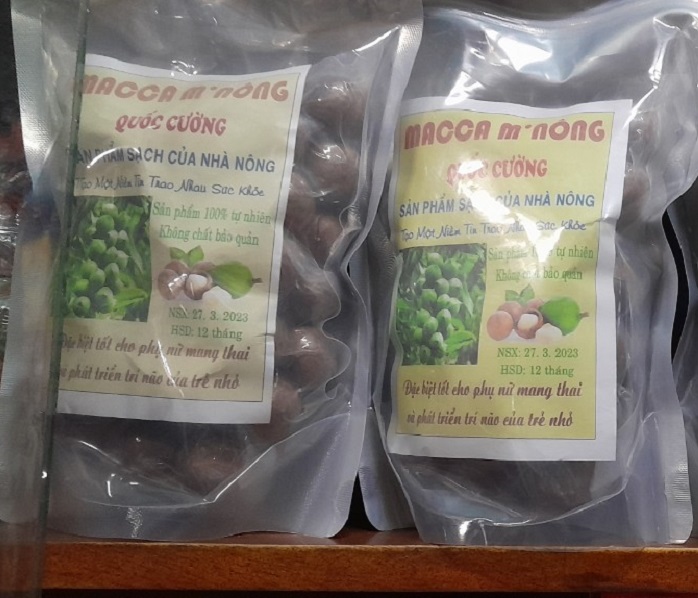 MACCA M'NÔNG
QUỐC CƯỜNG
SẢN PHẨM SẠCH CỦA NHÀ NÔNG
Tạo Một Niềm Tin Trao Nhau Sức Khỏe
Sản phẩm 100% tự nhiên
Không chất bảo quản
NSX: 27. 3. 2023
HSD: 12 tháng
Đặc biệt tốt cho phụ nữ mang thai
và phát triển trí não của trẻ nhỏ
MACCA M'NÔNG
QUỐC CƯỜNG
SẢN PHẨM SẠCH CỦA NHÀ NÔNG
Tạo Một Niềm Tin Trao Nhau Sức Khỏe
Sản phẩm 100% tự nhiên
Không chất bảo quản
NSX: 27. 3. 2023
HSD: 12 tháng
Đặc biệt tốt cho phụ nữ mang thai
và phát triển trí não của trẻ nhỏ